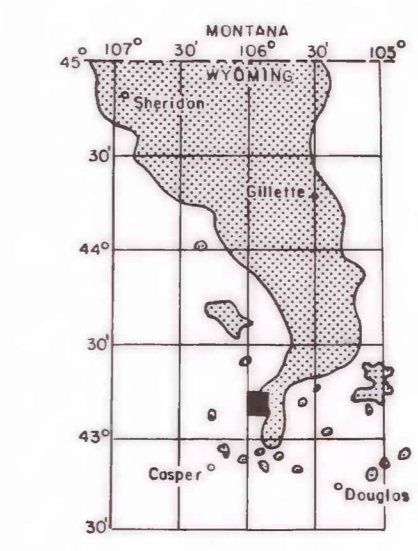 MONTANA
107° 30' 106° 30' 105°
45° WYOMING
Sheridon
30'
Gillette
44°
30'
43°
Casper
Douglas
30'